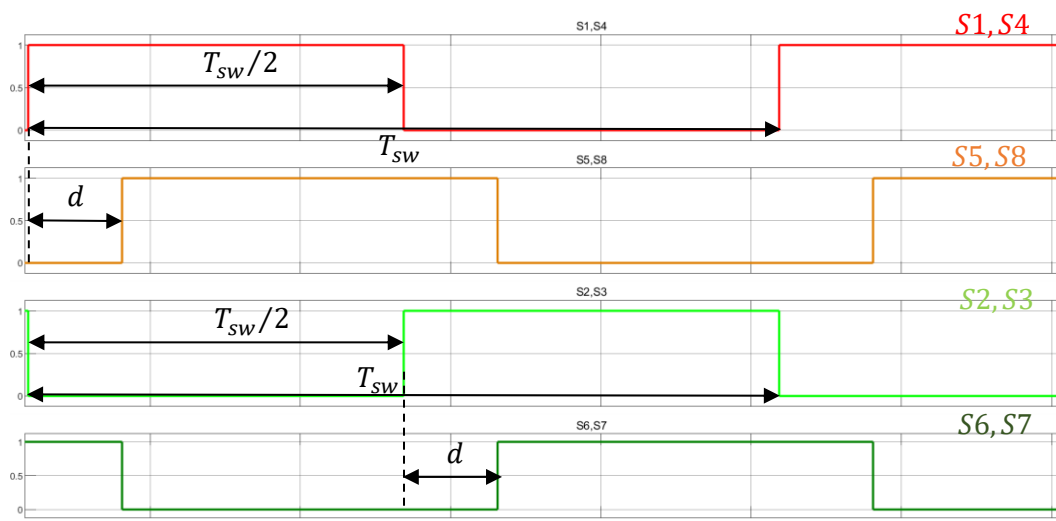 S1,S4
S1, S4
1
T_sw/2
0.5
0
T_sw
S5,S8
S5, S8
1
d
0.5
0
S2,S3
S2, S3
1
T_sw/2
0.5
T_sw
0
S6,S7
S6, S7
1
d
0.5
0